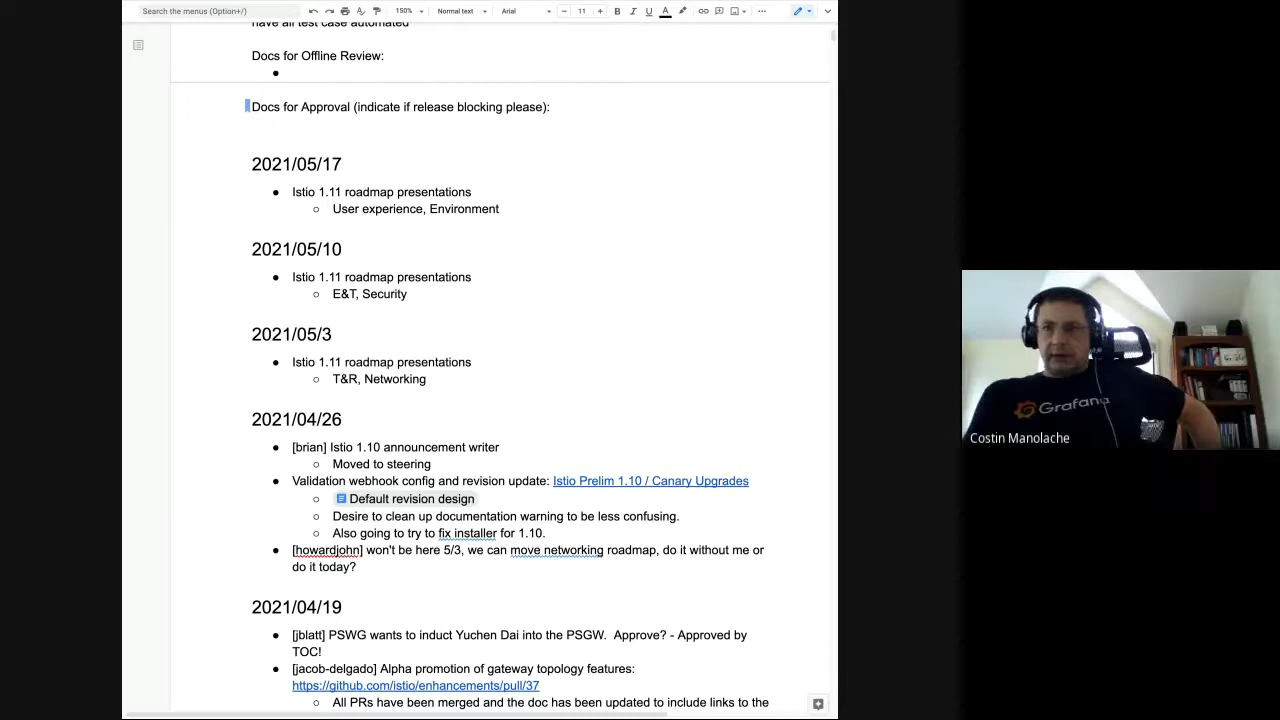 Search the menus (Option+/)
150%
Normal text
Arial
11
B I U A
have all test case automated
Docs for Offline Review:
Docs for Approval (indicate if release blocking please):
2021/05/17
Istio 1.11 roadmap presentations
User experience, Environment
2021/05/10
Istio 1.11 roadmap presentations
E&T, Security
2021/05/3
Istio 1.11 roadmap presentations
T&R, Networking
2021/04/26
[brian] Istio 1.10 announcement writer
Moved to steering
Validation webhook config and revision update: Istio Prelim 1.10 / Canary Upgrades
Default revision design
Desire to clean up documentation warning to be less confusing.
Also going to try to fix installer for 1.10.
[howardjohn] won't be here 5/3, we can move networking roadmap, do it without me or
do it today?
2021/04/19
[jblatt] PSWG wants to induct Yuchen Dai into the PSGW.  Approve? - Approved by
TOC!
[jacob-delgado] Alpha promotion of gateway topology features:
https://github.com/istio/enhancements/pull/37
All PRs have been merged and the doc has been updated to include links to the
Grafana
Costin Manolache